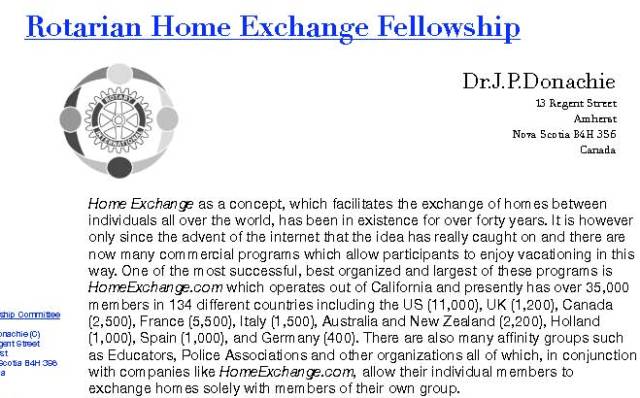 Rotarian Home Exchange Fellowship
Dr.J.P.Donachie
13 Regent Street
Amherst
Nova Scotia B4H 3S6
Canada
ROTARY
INTERNATIONAL
Home Exchange as a concept, which facilitates the exchange of homes between
individuals all over the world, has been in existence for over forty years. It is however
only since the advent of the internet that the idea has really caught on and there are
now many commercial programs which allow participants to enjoy vacationing in this
way. One of the most successful, best organized and largest of these programs is
HomeExchange.com which operates out of California and presently has over 35,000
members in 134 different countries including the US (11,000), UK (1,200), Canada
(2,500), France (5,500), Italy (1,500), Australia and New Zealand (2,200), Holland
(1,000), Spain (1,000), and Germany (400). There are also many affinity groups such
as Educators, Police Associations and other organizations all of which, in conjunction
with companies like HomeExchange.com, allow their individual members to
exchange homes solely with members of their own group.
ship Committee
onachie (C)
gent Street
st
Scotia B4H 3S6
a